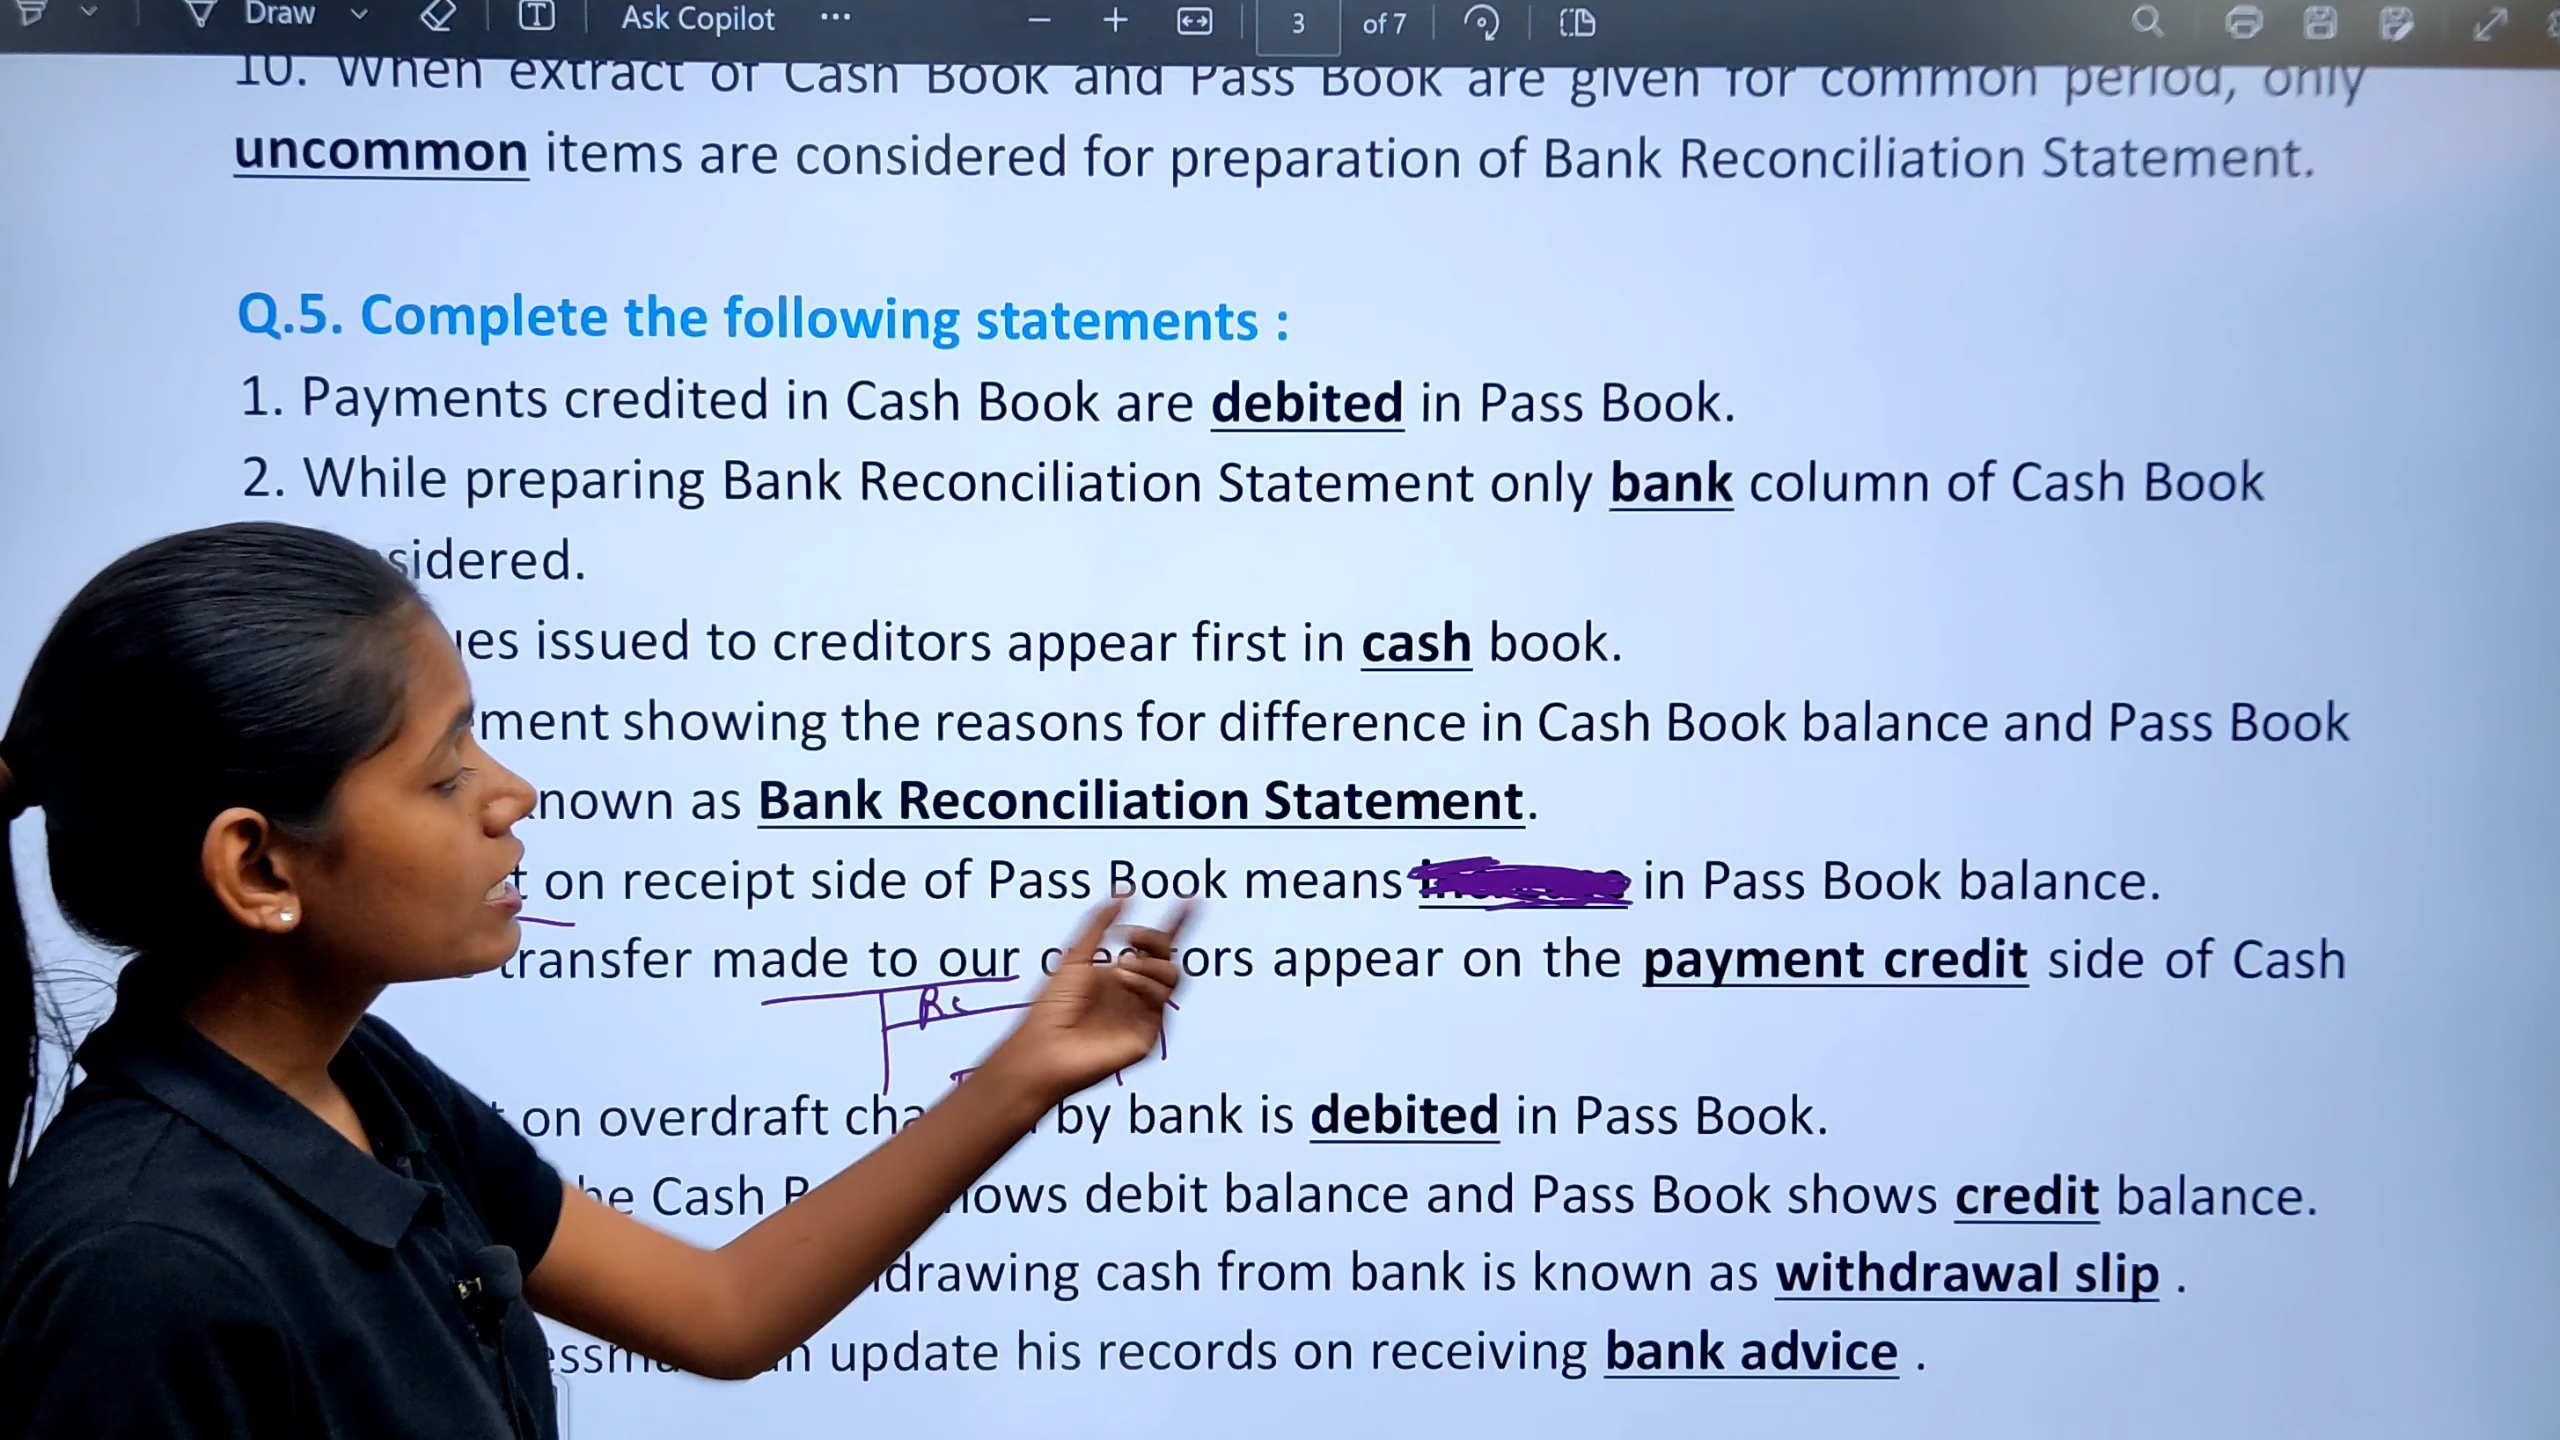 Draw Ask Copilot ... 3 of 7
10. When extract of Cash Book and Pass Book are given for common period, only
uncommon items are considered for preparation of Bank Reconciliation Statement.
Q.5. Complete the following statements :
1. Payments credited in Cash Book are debited in Pass Book.
2. While preparing Bank Reconciliation Statement only bank column of Cash Book
sidered.
issued to creditors appear first in cash book.
ment showing the reasons for difference in Cash Book balance and Pass Book
nown as Bank Reconciliation Statement.
on receipt side of Pass Book means in Pass Book balance.
transfer made to our creditors appear on the payment credit side of Cash
on overdraft by bank is debited in Pass Book.
Cash debit balance and Pass Book shows credit balance.
drawing cash from bank is known as withdrawal slip .
update his records on receiving bank advice .